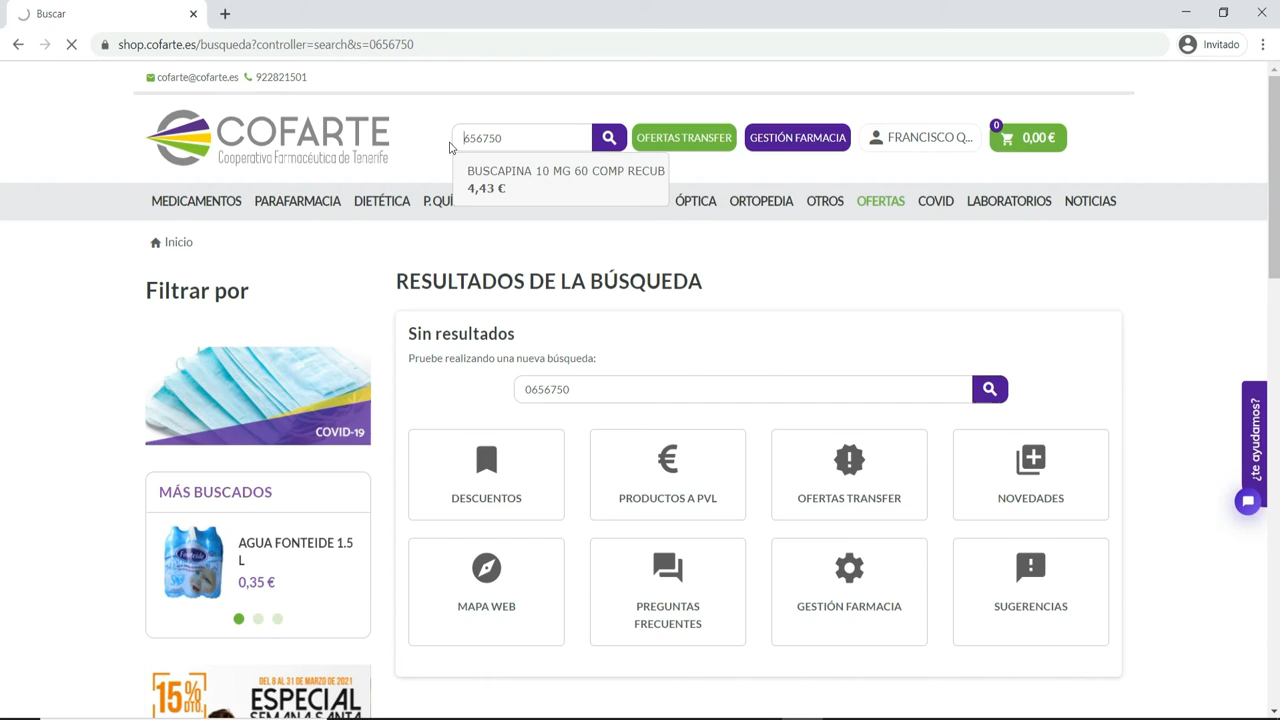 Buscar
shop.cofarte.es/busqueda?controller=search&s=0656750
Invitado
cofarte@cofarte.es 922821501
COFARTE
Cooperativa Farmacéutica de Tenerife
656750
OFERTAS TRANSFER
GESTIÓN FARMACIA
FRANCISCO Q...
0
0,00 €
BUSCAPINA 10 MG 60 COMP RECUB
4,43 €
MEDICAMENTOS PARAFARMACIA DIETÉTICA P.QUÍ ÓPTICA ORTOPEDIA OTROS OFERTAS COVID LABORATORIOS NOTICIAS
Inicio
Filtrar por
COVID-19
MÁS BUSCADOS
AGUA FONTEIDE 1.5
L
0,35 €
DEL 8 AL 31 DE MARZO DE 2021
15%
DTO.
ESPECIAL
SEMANA SANTA
RESULTADOS DE LA BÚSQUEDA
Sin resultados
Pruebe realizando una nueva búsqueda:
0656750
DESCUENTOS
PRODUCTOS A PVL
OFERTAS TRANSFER
NOVEDADES
MAPA WEB
PREGUNTAS
FRECUENTES
GESTIÓN FARMACIA
SUGERENCIAS
¿te ayudamos?